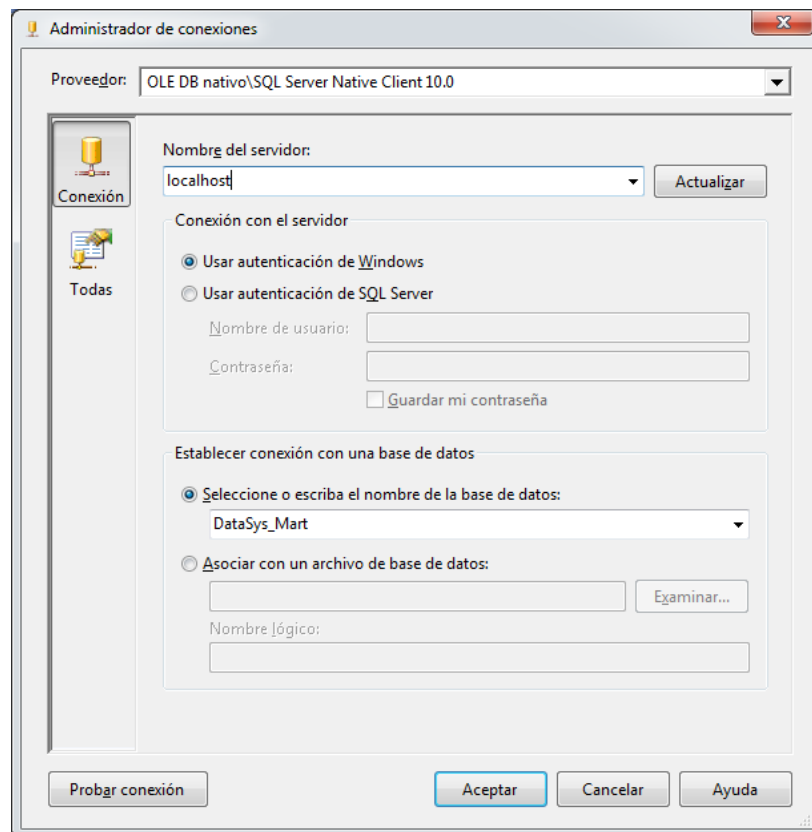 Administrador de conexiones
Proveedor: OLE DB nativo\SQL Server Native Client 10.0
Conexión
Todas
Nombre del servidor:
localhost
Actualizar
Conexión con el servidor
Usar autenticación de Windows
Usar autenticación de SQL Server
Nombre de usuario:
Contraseña:
Guardar mi contraseña
Establecer conexión con una base de datos
Seleccione o escriba el nombre de la base de datos:
DataSys_Mart
Asociar con un archivo de base de datos:
Examinar...
Nombre lógico:
Probar conexión Aceptar Cancelar Ayuda